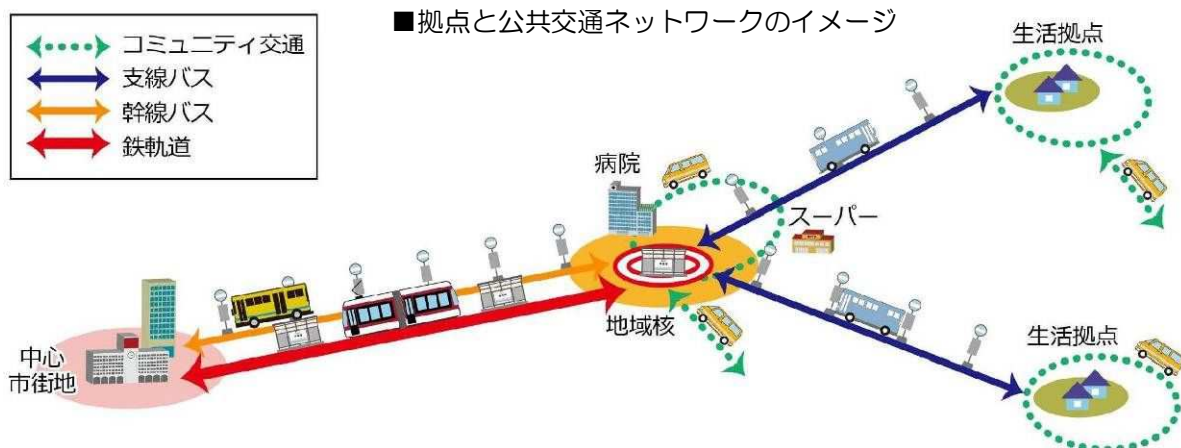 ■拠点と公共交通ネットワークのイメージ
コミュニティ交通
支線バス
幹線バス
鉄軌道
生活拠点
病院
スーパー
地域核
中心
市街地
生活拠点